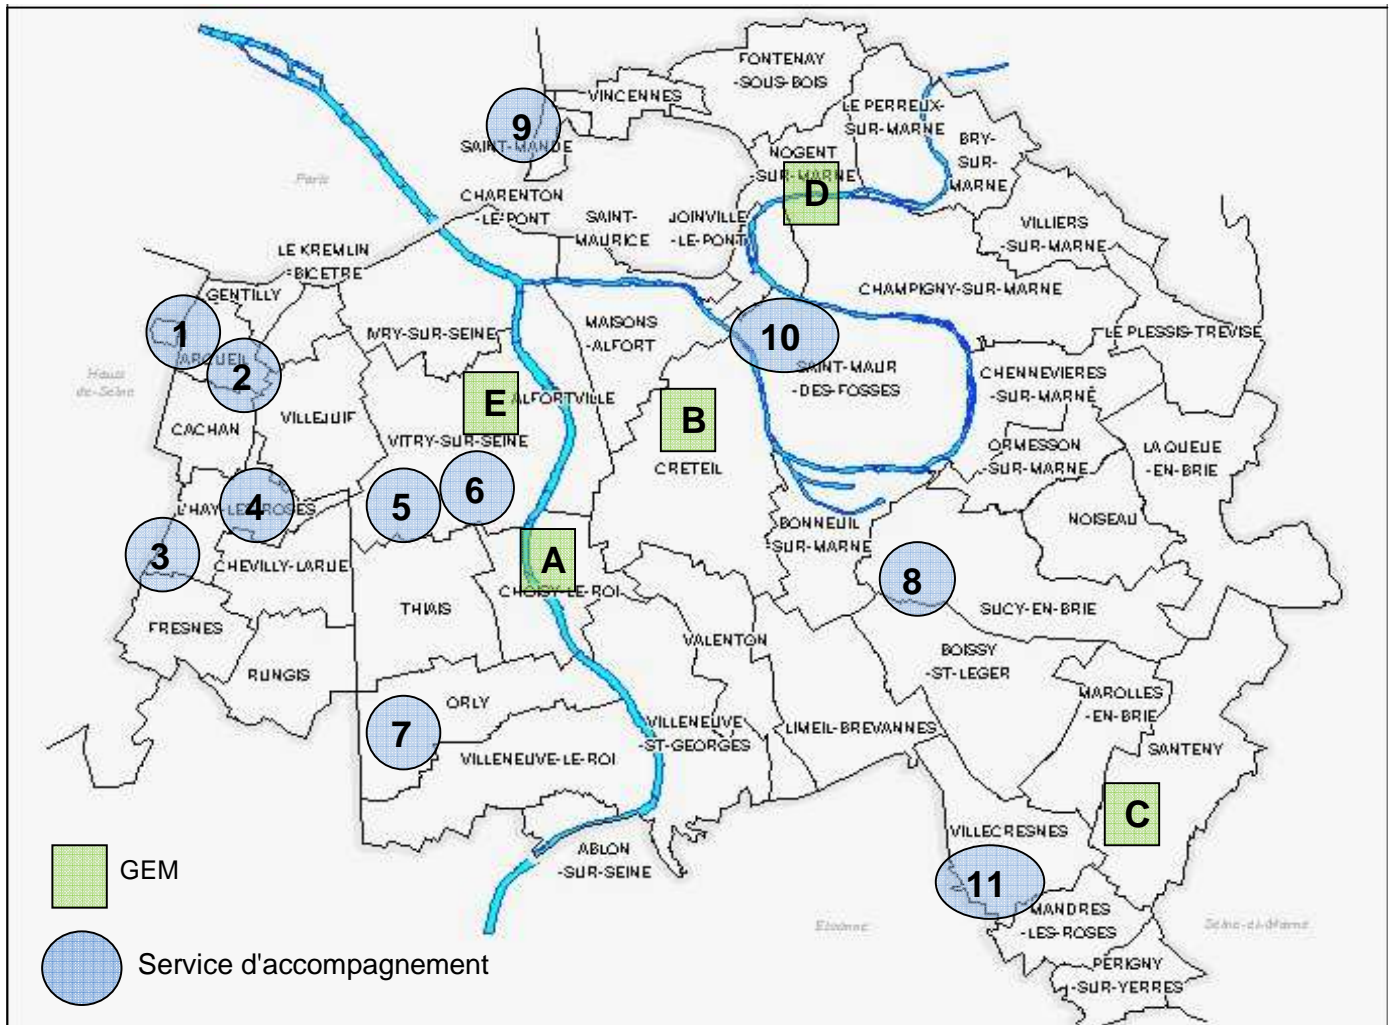 FONTENAY
-SOUS-BOIS
VINCENNES
LE PERREUX-
SUR-MARNE
9
SAINT-MANDE
BRY-
SUR-
MARNE
NOGENT
-SUR-MARNE
D
Paris
CHARENTON
-LE-PONT
SAINT-
MAURICE
JOINVILLE
-LE-PONT
VILLIERS
-SUR-MARNE
LE KREMLIN
-BICETRE
GENTILLY
CHAMPIGNY-SUR-MARNE
1
ARCUEIL
2
IVRY-SUR-SEINE
MAISONS
-ALFORT
10
LE PLESSIS-TREVISE
Hauts
de-Seine
SAINT-MAUR
-DES-FOSSES
CHENNEVIERES
-SUR-MARNE
E
ALFORTVILLE
B
CACHAN
VILLEJUIF
VITRY-SUR-SEINE
CRETEIL
ORMESSON
-SUR-MARNE
LA QUEUE
-EN-BRIE
4
L'HAY-LES-ROSES
5
6
BONNEUIL
-SUR-MARNE
NOISEAU
3
CHEVILLY-LARUE
A
CHOISY-LE-ROI
8
THIAIS
SUCY-EN-BRIE
FRESNES
VALENTON
BOISSY
-ST-LEGER
RUNGIS
ORLY
MAROLLES
-EN-BRIE
7
VILLENEUVE
-ST-GEORGES
LIMEIL-BREVANNES
SANTENY
VILLENEUVE-LE-ROI
C
VILLECRESNES
ABLON
-SUR-SEINE
11
GEM
MANDRES
-LES-ROSES
Essonne
Seine-et-Marne
Service d'accompagnement
PERIGNY
-SUR-YERRES